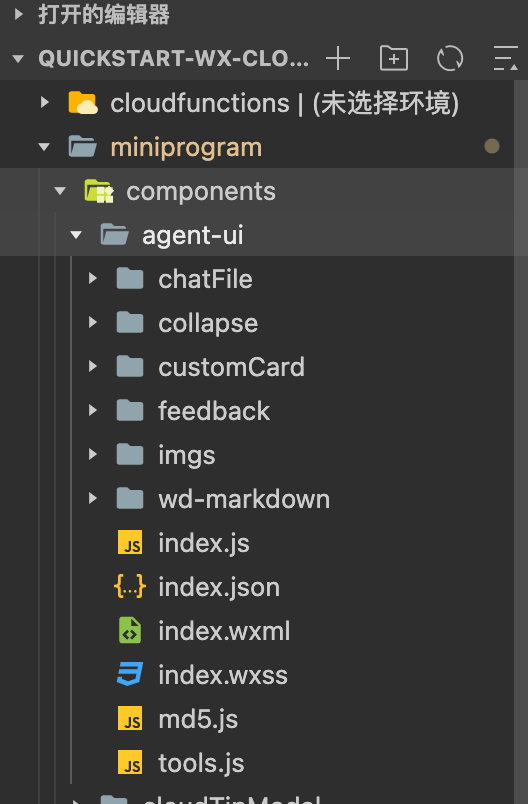 打开的编辑器
QUICKSTART-WX-CLO...
cloudfunctions | (未选择环境)
miniprogram
components
agent-ui
chatFile
collapse
customCard
feedback
imgs
wd-markdown
JS index.js
{...} index.json
index.wxml
index.wxss
JS md5.js
JS tools.js